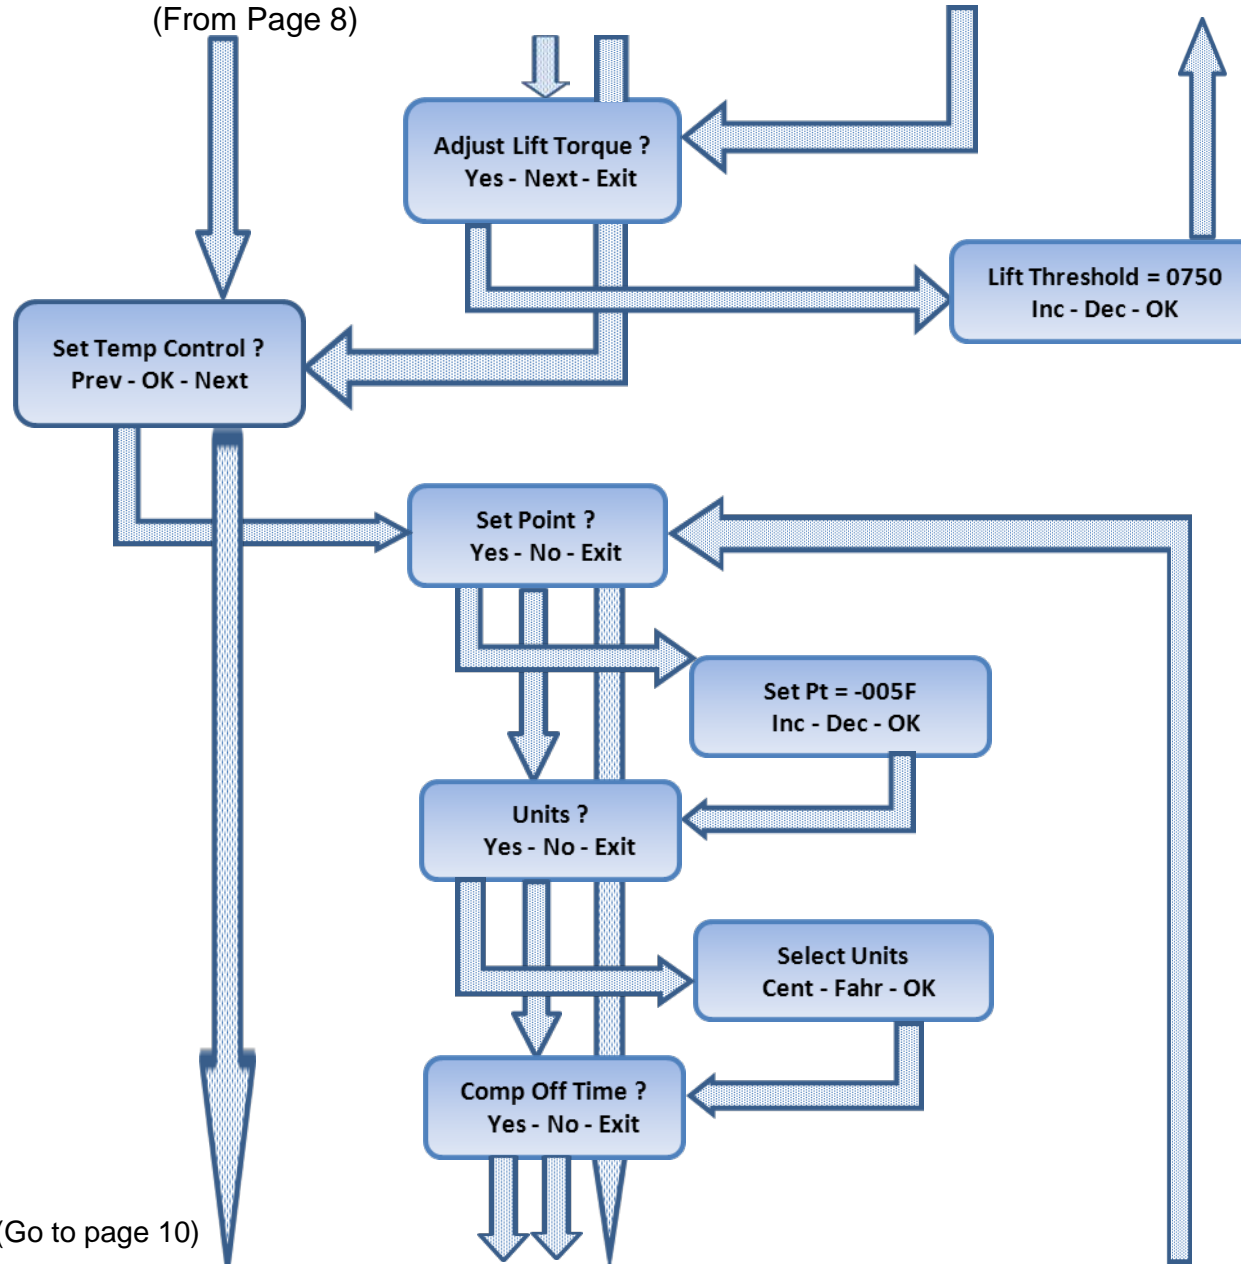 (From Page 8)
Adjust Lift Torque ?
Yes - Next - Exit
Lift Threshold = 0750
Inc - Dec - OK
Set Temp Control ?
Prev - OK - Next
Set Point ?
Yes - No - Exit
Set Pt = -005F
Inc - Dec - OK
Units ?
Yes - No - Exit
Select Units
Cent - Fahr - OK
Comp Off Time ?
Yes - No - Exit
(Go to page 10)